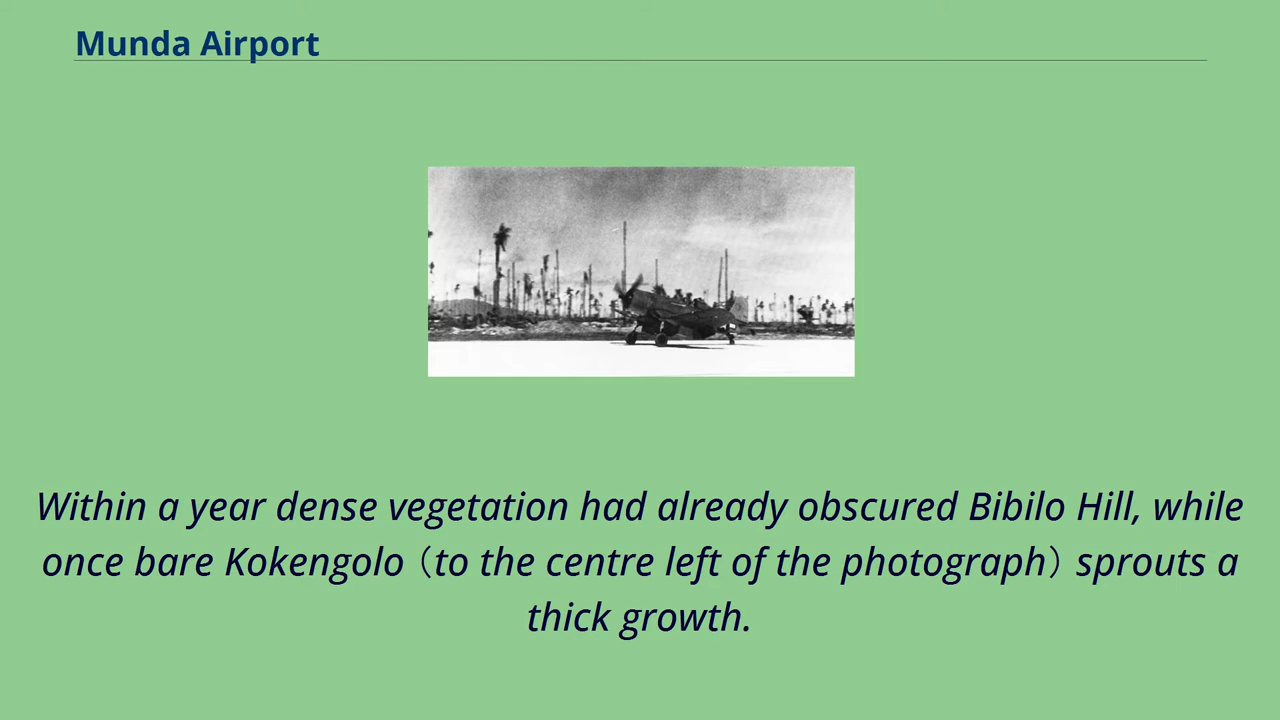 Munda Airport
Within a year dense vegetation had already obscured Bibilo Hill, while
once bare Kokengolo (to the centre left of the photograph) sprouts a
thick growth.